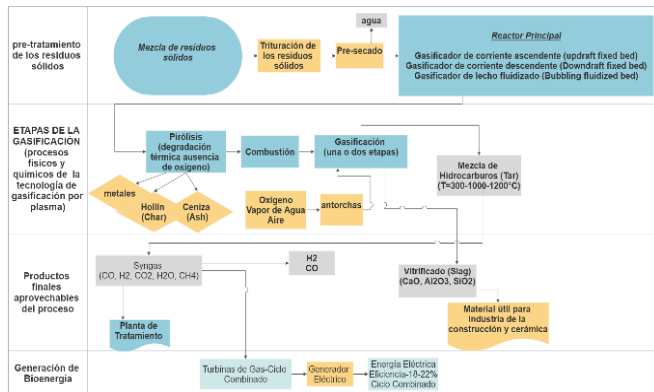 pre-tratamiento
de los residuos
sólidos
Mezcla de residuos
sólidos
Trituración de
los residuos
sólidos
Pre-secado
agua
Reactor Principal
Gasificador de corriente ascendente (updraft fixed bed)
Gasificador de corriente descendente (Downdraft fixed bed)
Gasificador de lecho fluidizado (Bubbling fluidized bed)
ETAPAS DE LA
GASIFICACIÓN (procesos
físicos y
químicos de la
tecnología de
gasificación por
plasma)
Pirólisis
(degradación
térmica ausencia
de oxígeno)
Combustión
Gasificación
(una o dos etapas)
Mezcla de
Hidrocarburos (Tar)
(T=300-1000-1200°C)
metales
Hollín
(Char)
Ceniza
(Ash)
Oxígeno
Vapor de Agua
Aire
antorchas
Productos
finales
aprovechables
del proceso
Syngas
(CO, H2, CO2, H2O, CH4)
H2
CO
Vitrificado (Slag)
(CaO, Al2O3, SiO2)
Planta de
Tratamiento
Material útil para
industria de la
construcción y cerámica
Generación de
Bioenergía
Turbinas de Gas-Ciclo
Combinado
Generador
Eléctrico
Energía Eléctrica
Eficiencia-18-22%
Ciclo Combinado